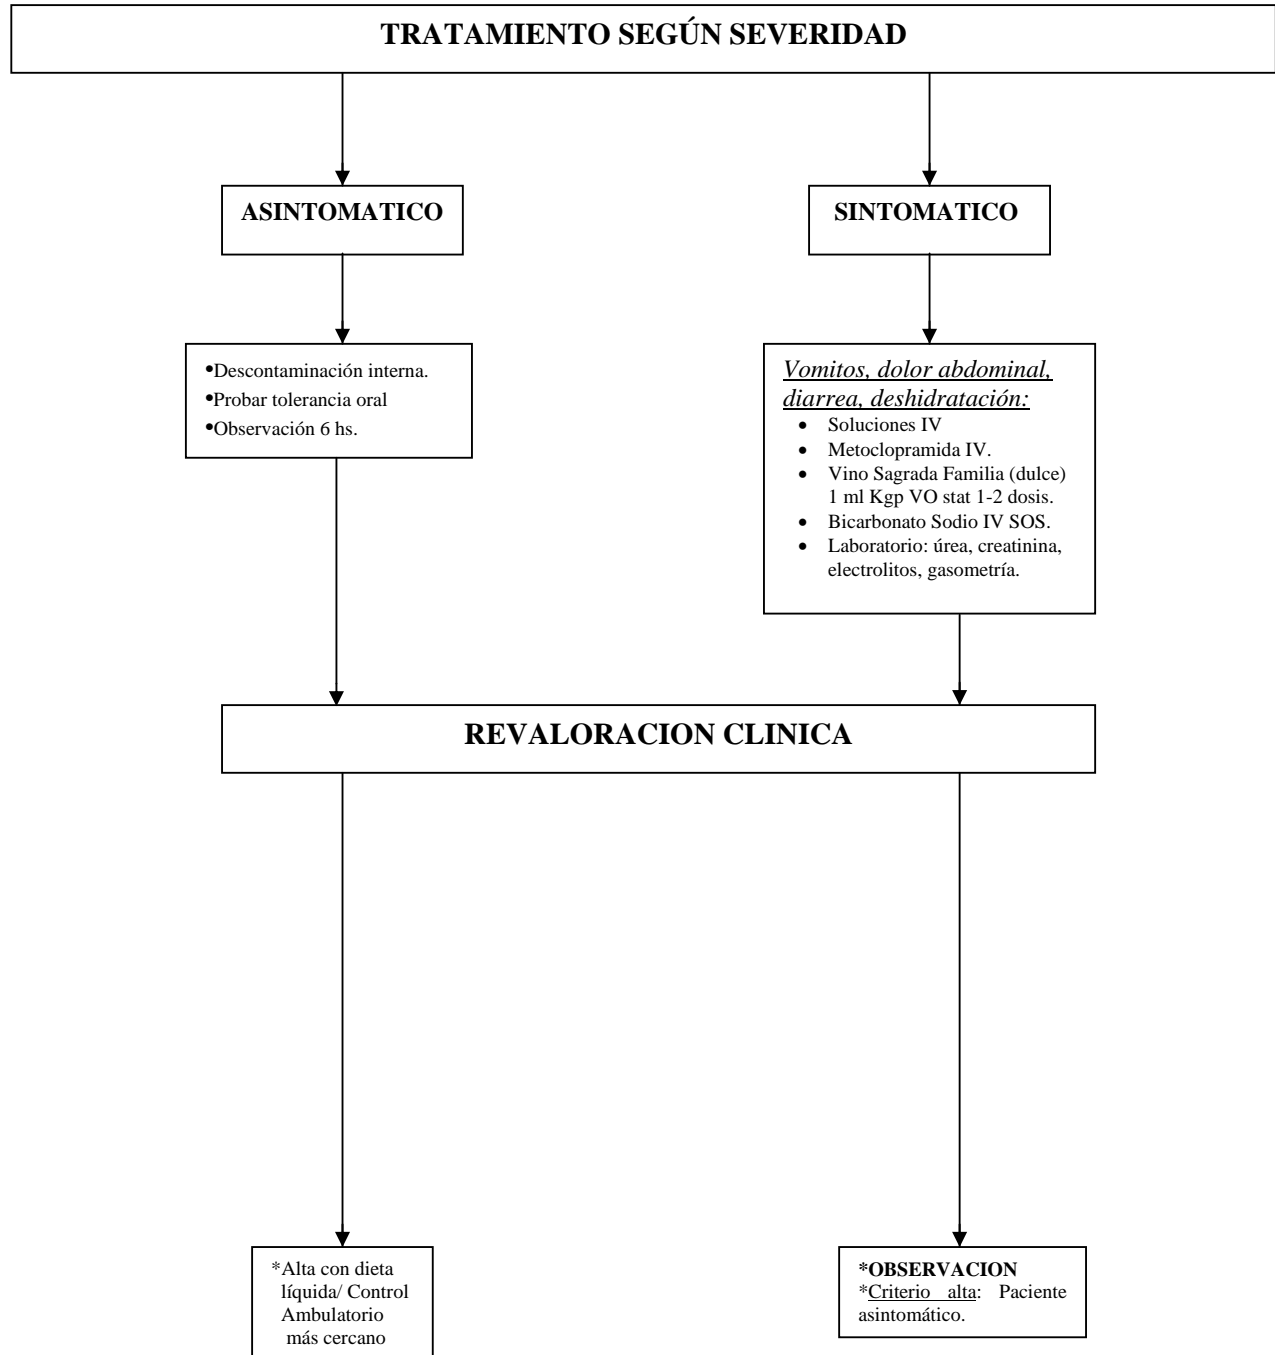 TRATAMIENTO SEGÚN SEVERIDAD
ASINTOMATICO
SINTOMATICO
•Descontaminación interna.
•Probar tolerancia oral
•Observación 6 hs.
Vomitos, dolor abdominal,
diarrea, deshidratación:
• Soluciones IV
• Metoclopramida IV.
• Vino Sagrada Familia (dulce)
1 ml Kgp VO stat 1-2 dosis.
• Bicarbonato Sodio IV SOS.
• Laboratorio: úrea, creatinina,
electrolitos, gasometría.
REVALORACION CLINICA
*Alta con dieta
líquida/ Control
Ambulatorio
más cercano
*OBSERVACION
*Criterio alta: Paciente
asintomático.